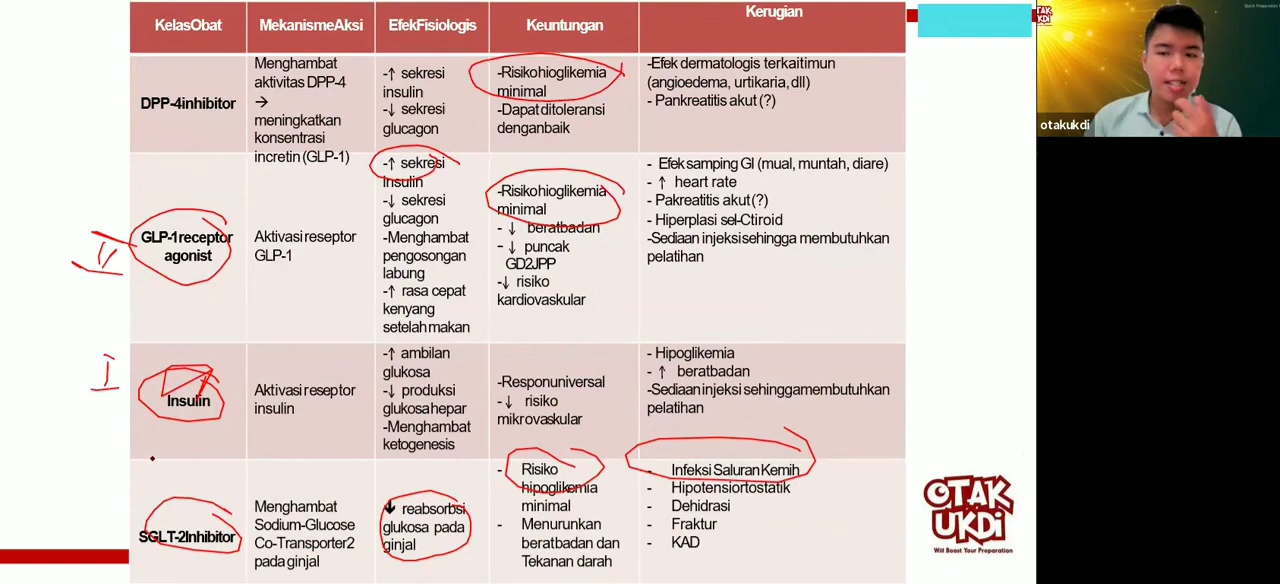 KelasObat
MekanismeAksi
EfekFisiologis
Keuntungan
Kerugian
DPP-4inhibitor
Menghambat
aktivitas DPP-4
→
meningkatkan
konsentrasi
incretin (GLP-1)
-↑ sekresi
insulin
-↓ sekresi
glucagon
-Risikohioglikemia
minimal
-Dapatditoleransi
denganbaik
-Efek dermatologis terkaitimun
(angioedema, urtikaria, dll)
- Pankreatitis akut (?)
GLP-1receptor
agonist
Aktivasi reseptor
GLP-1
-↑ sekresi
insulin
-↓ sekresi
glucagon
-Menghambat
pengosongan
labung
-↑ rasa cepat
kenyang
setelahmakan
-Risikohioglikemia
minimal
- ↓ beratbadan
- ↓ puncak
GD2JPP
-↓ risiko
kardiovaskular
- Efek samping GI (mual, muntah, diare)
- ↑ heart rate
- Pakreatitis akut(?)
- Hiperplasi sel-Ctiroid
-Sediaan injeksisehingga membutuhkan
pelatihan
II
Insulin
Aktivasi reseptor
insulin
-↑ ambilan
glukosa
-↓ produksi
glukosahepar
-Menghambat
ketogenesis
-Responuniversal
- ↓ risiko
mikrovaskular
- Hipoglikemia
- ↑ beratbadan
-Sediaan injeksi sehinggamembutuhkan
pelatihan
I
SGLT-2Inhibitor
Menghambat
Sodium-Glucose
Co-Transporter2
pada ginjal
↓ reabsorbsi
glukosa pada
ginjal
- Risiko
hipoglikemia
minimal
- Menurunkan
beratbadan dan
Tekanan darah
- Infeksi Saluran Kemih
- Hipotensiortostatik
- Dehidrasi
- Fraktur
- KAD
OTAK
UKDi
Will Boost Your Preparation
OTAK
UKDi
otakukdi